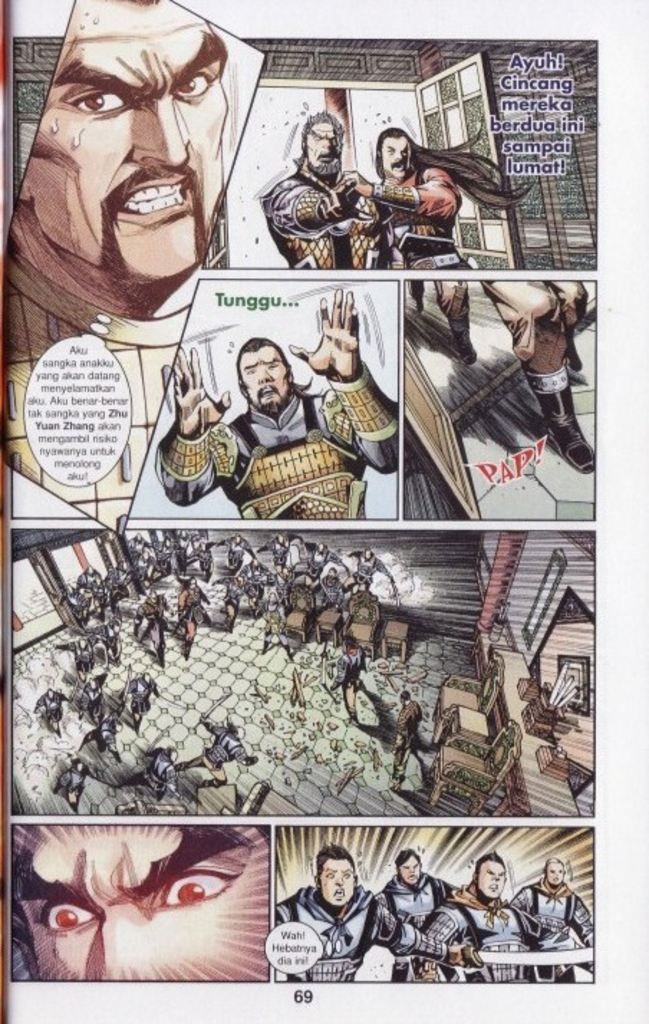 Ayuh!
Cincang
mereka
berdua ini
sampai
lumat!
Aku
sangka anakku
yang akan datang
menyelamatkan
aku. Aku benar-benar
tak sangka yang Zhu
Yuan Zhang akan
mengambil risiko
nyawanya untuk
menolong
aku!
Tunggu...
PAP!
Wah!
Hebatnya
dia ini!
69